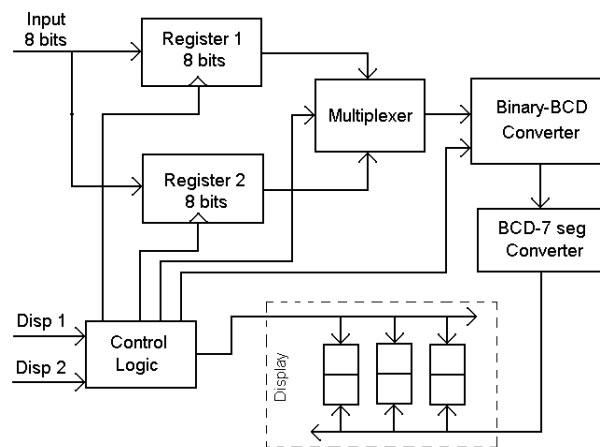 Input
8 bits
Register 1
8 bits
Multiplexer
Binary-BCD
Converter
Register 2
8 bits
BCD-7 seg
Converter
Disp 1
Disp 2
Control
Logic
Display